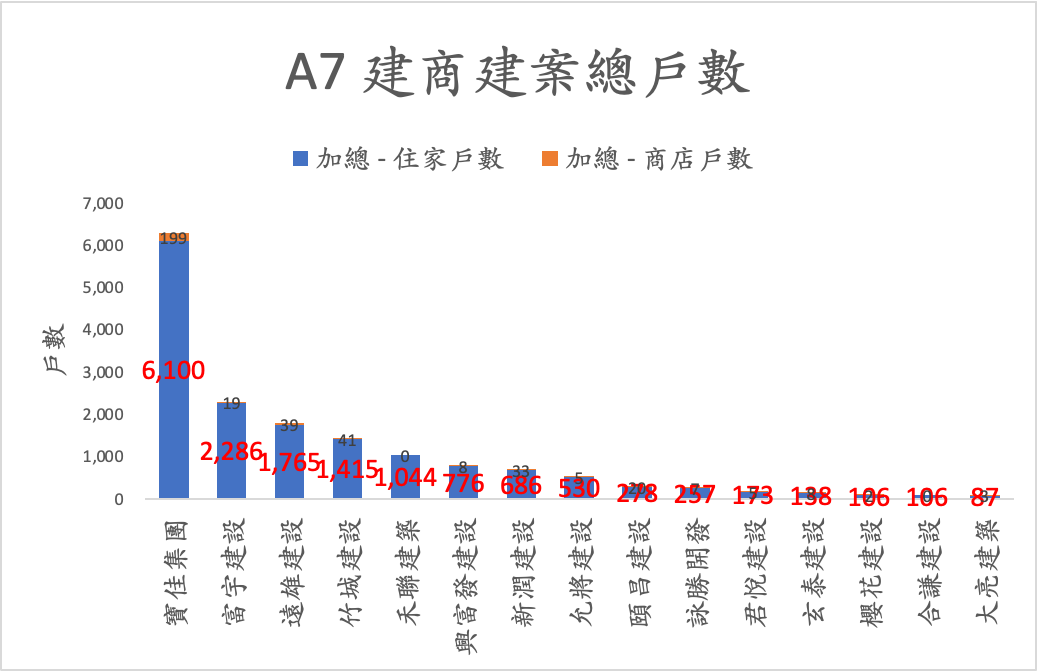 A7 建商建案總戶數
加總 - 住家戶數
加總 - 商店戶數
戶數
7,000
6,000
5,000
4,000
3,000
2,000
1,000
0
199
6,100
19
2,286
39
1,765
41
1,415
0
1,044
8
776
33
686
5
530
20
278
257
173
138
106
106
87
寶佳集團
富宇建設
遠雄建設
竹城建設
禾聯建築
興富發建設
新潤建設
允將建設
頤昌建設
詠勝開發
君悅建設
玄泰建設
櫻花建設
合謙建設
大亮建築